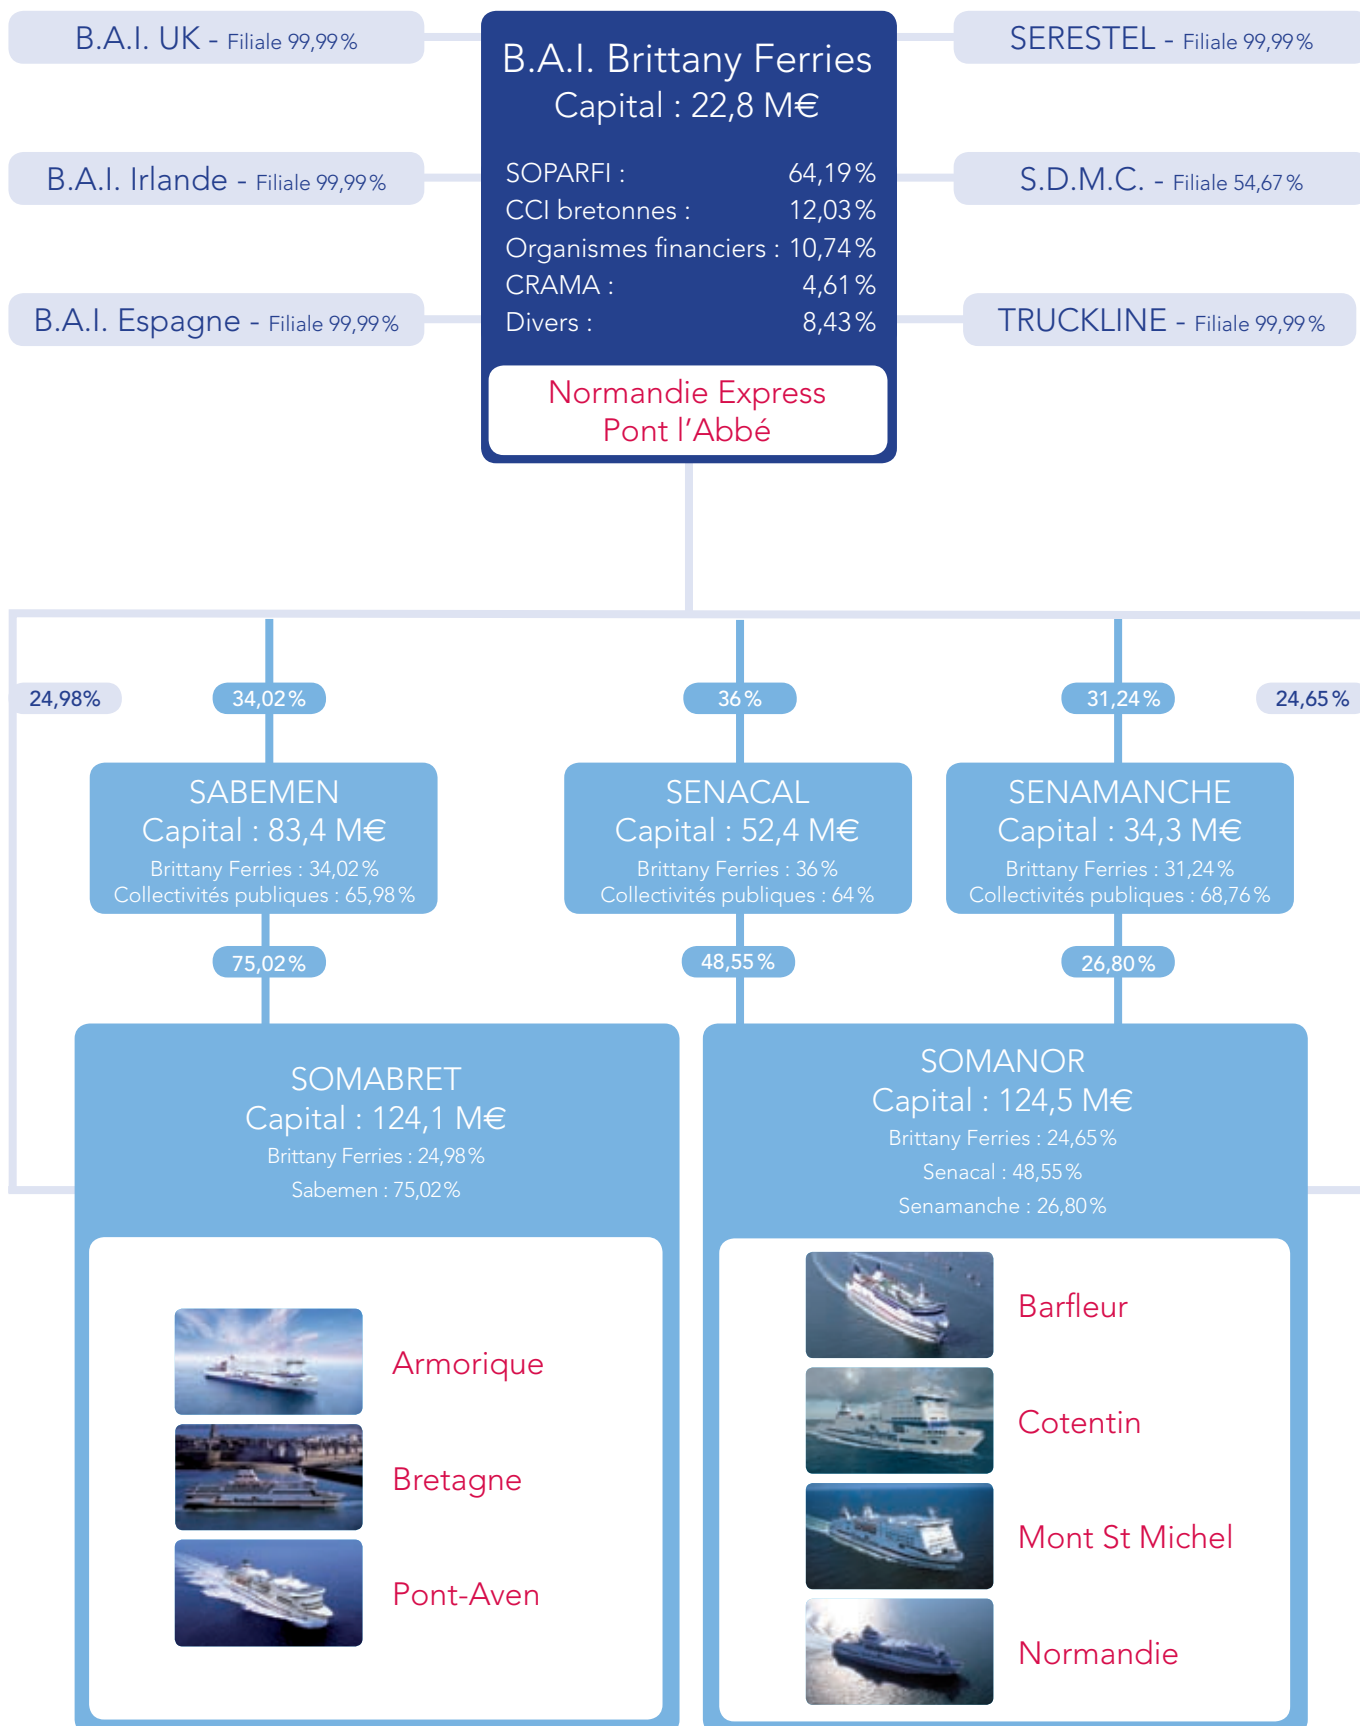 B.A.I. UK - Filiale 99,99%
B.A.I. Irlande - Filiale 99,99%
B.A.I. Espagne - Filiale 99,99%
B.A.I. Brittany Ferries
Capital : 22,8 M€
SOPARFI : 64,19%
CCI bretonnes : 12,03%
Organismes financiers : 10,74%
CRAMA : 4,61%
Divers : 8,43%
Normandie Express
Pont l'Abbé
SERESTEL - Filiale 99,99%
S.D.M.C. - Filiale 54,67%
TRUCKLINE - Filiale 99,99%
24,98%
34,02%
36%
31,24%
24,65%
SABEMEN
Capital : 83,4 M€
Brittany Ferries : 34,02%
Collectivités publiques : 65,98%
SENACAL
Capital : 52,4 M€
Brittany Ferries : 36%
Collectivités publiques : 64%
SENAMANCHE
Capital : 34,3 M€
Brittany Ferries : 31,24%
Collectivités publiques : 68,76%
75,02%
48,55%
26,80%
SOMABRET
Capital : 124,1 M€
Brittany Ferries : 24,98%
Sabemen : 75,02%
Armorique
Bretagne
Pont-Aven
SOMANOR
Capital : 124,5 M€
Brittany Ferries : 24,65%
Senacal : 48,55%
Senamanche : 26,80%
Barfleur
Cotentin
Mont St Michel
Normandie